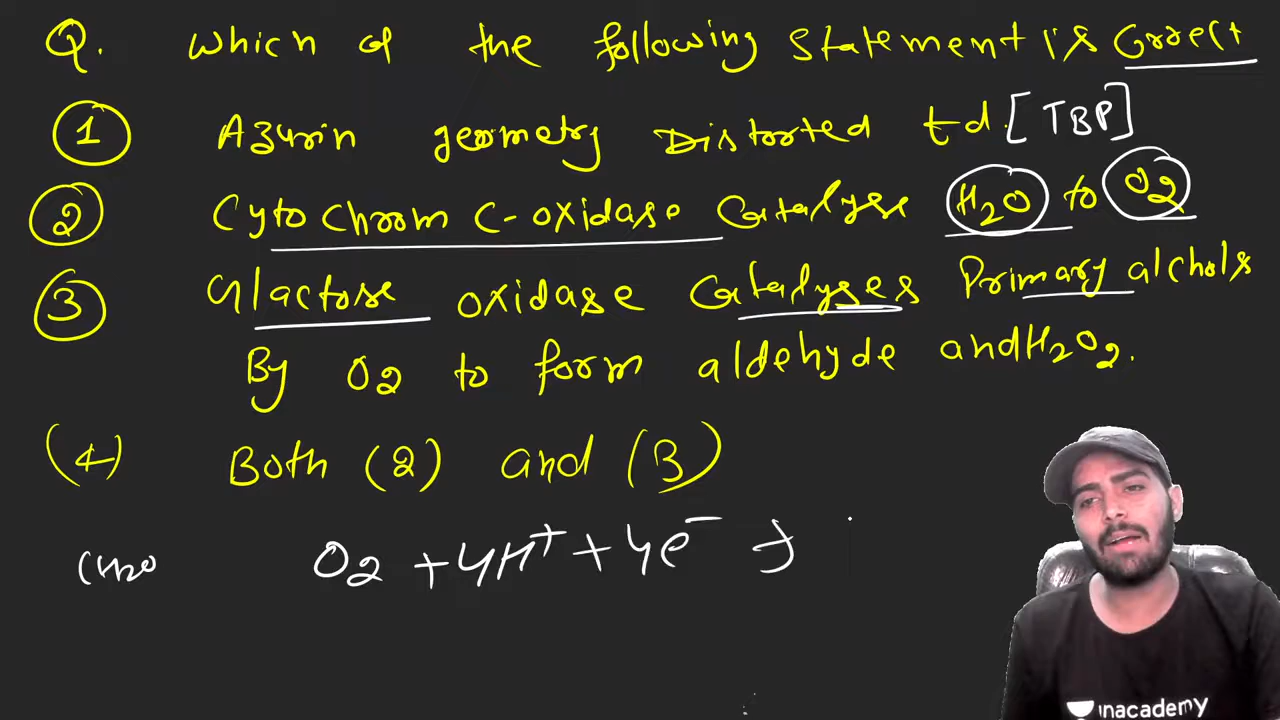 Q. Which of the following Statement is Correct
① Azurin geometry Distorted td. [TBP]
② Cyto Chrom C-oxidase Catalyse H2O to O2
③ Glactose oxidase Catalyses Primary alchols
By O2 to form aldehyde and H2O2.
(4) Both (2) and (3)
O2 + 4H+ + 4e-
unacademy